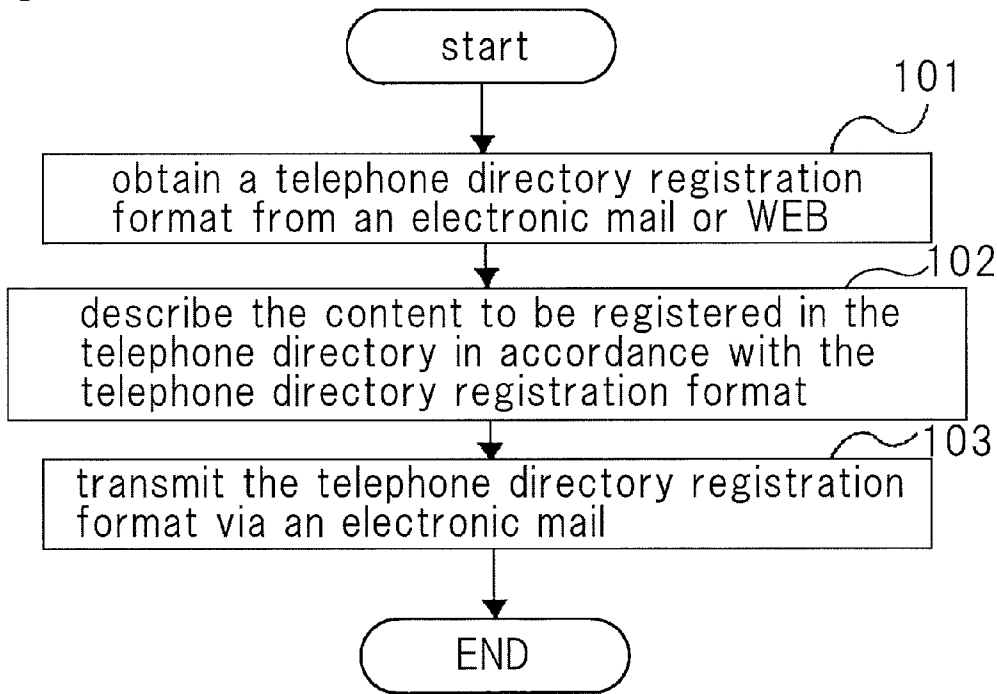 start
101
obtain a telephone directory registration
format from an electronic mail or WEB
102
describe the content to be registered in the
telephone directory in accordance with the
telephone directory registration format
103
transmit the telephone directory registration
format via an electronic mail
END